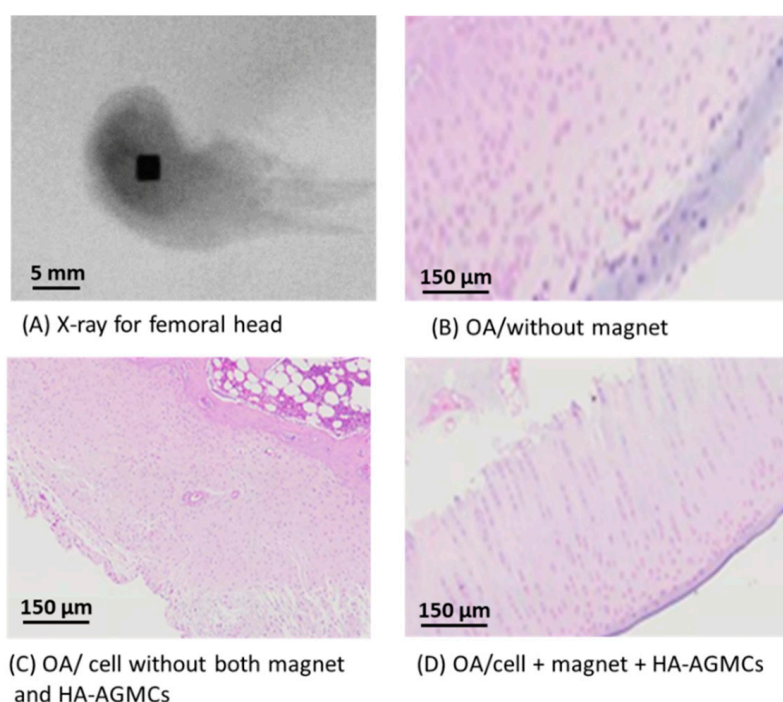 5 mm
150 µm
(A) X-ray for femoral head
(B) OA/without magnet
150 µm
150 µm
(C) OA/ cell without both magnet
and HA-AGMCs
(D) OA/cell + magnet + HA-AGMCs